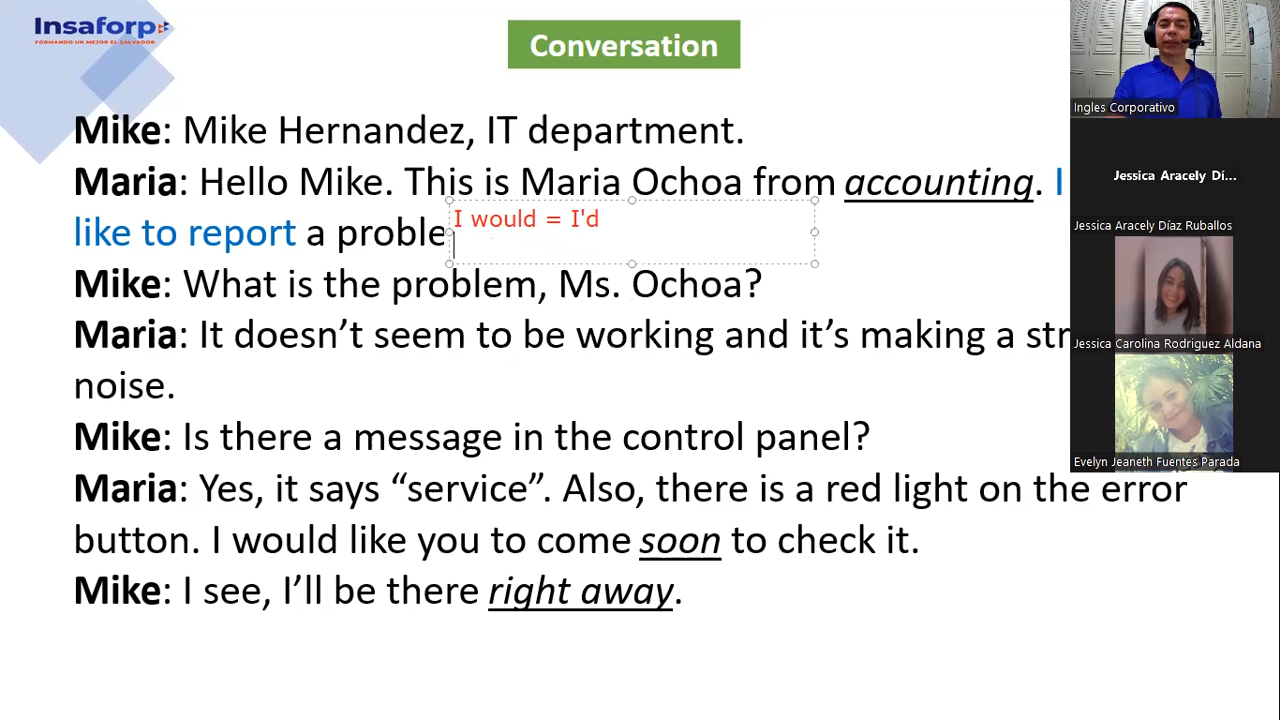 Insaforp
FORMANDO UN MEJOR EL SALVADOR
Conversation
Mike: Mike Hernandez, IT department.
Maria: Hello Mike. This is Maria Ochoa from accounting. I
like to report a proble
I would = I'd
Mike: What is the problem, Ms. Ochoa?
Maria: It doesn’t seem to be working and it’s making a str
noise.
Mike: Is there a message in the control panel?
Maria: Yes, it says “service”. Also, there is a red light on the error
button. I would like you to come soon to check it.
Mike: I see, I’ll be there right away.
Ingles Corporativo
Jessica Aracely Dí...
Jessica Aracely Díaz Ruballos
Jessica Carolina Rodriguez Aldana
Evelyn Jeaneth Fuentes Parada